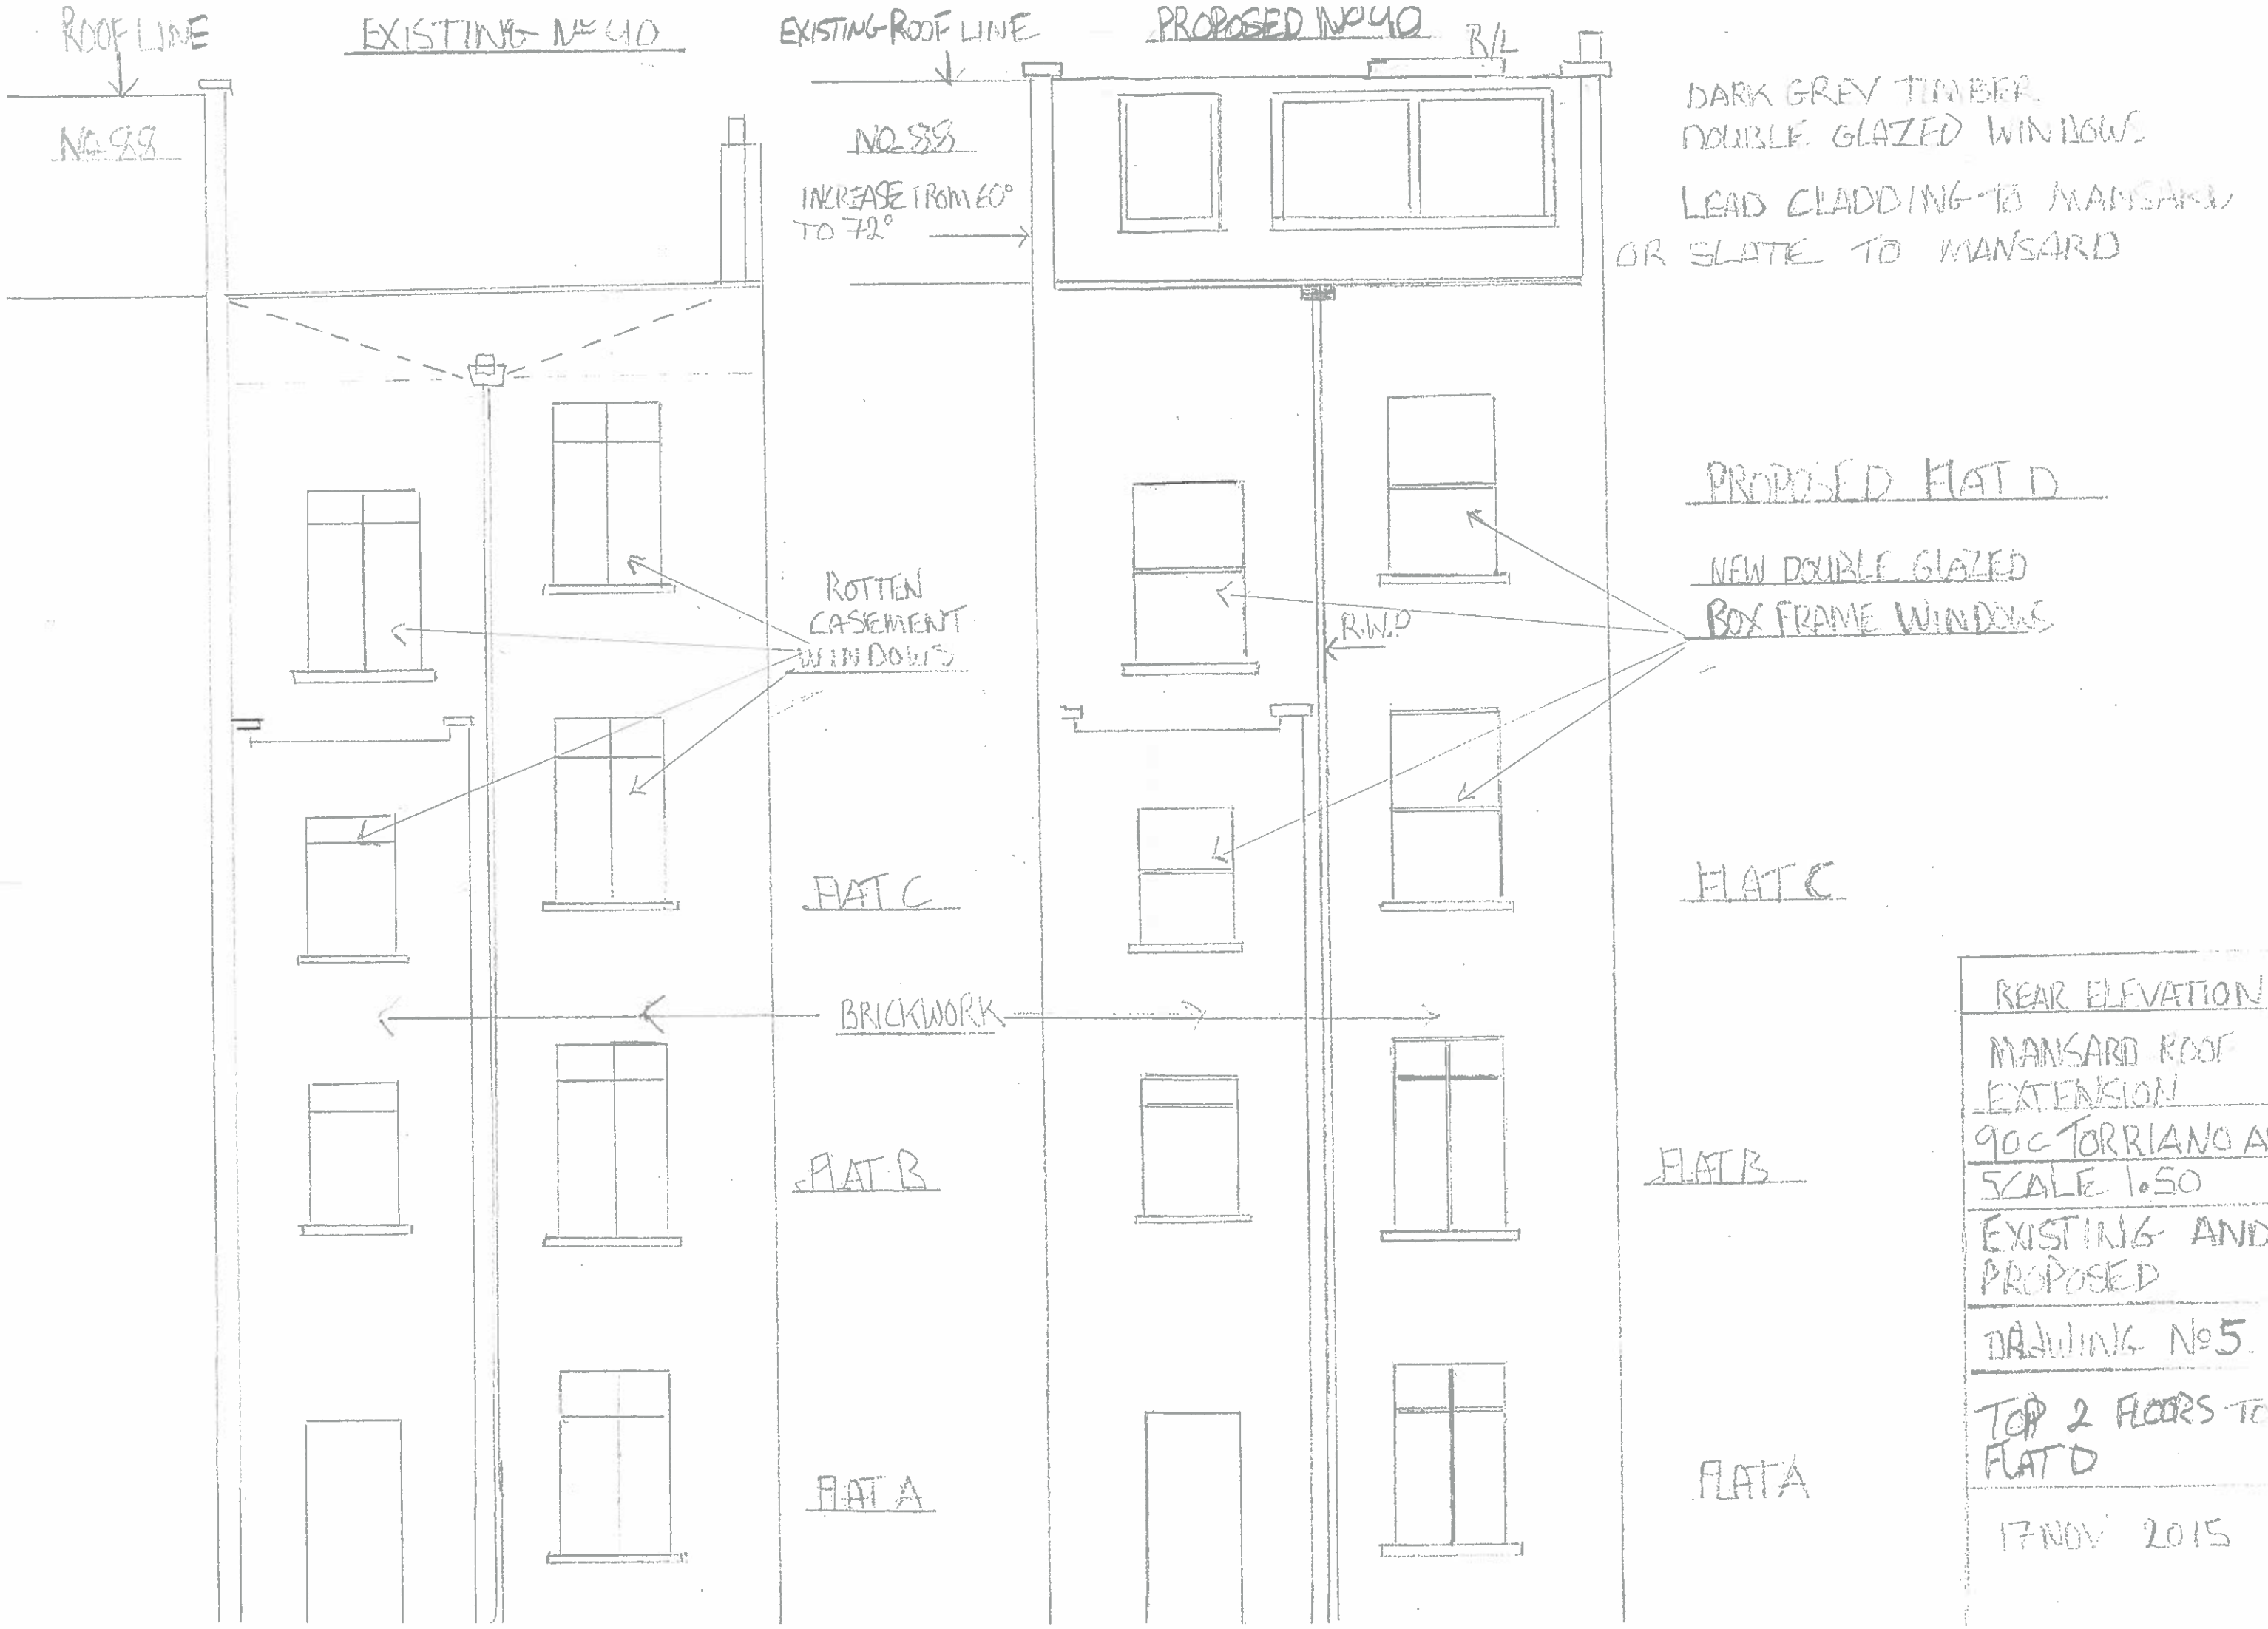 ROOF LINE
EXISTING Nº 40
EXISTING ROOF LINE
PROPOSED Nº 40
R/L
NO 88
NO 88
INCREASE FROM 60°
TO 72°
DARK GREY TIMBER
DOUBLE GLAZED WINDOWS
LEAD CLADDING TO MANSARD
OR SLATE TO MANSARD
ROTTEN
CASEMENT
WINDOWS
R.W.P
PROPOSED FLAT D
NEW DOUBLE GLAZED
BOX FRAME WINDOWS
FLAT C
FLAT C
BRICKWORK
FLAT B
FLAT B
FLAT A
FLAT A
REAR ELEVATION
MANSARD ROOF
EXTENSION
90C TORRIANO A
SCALE 1:50
EXISTING AND
PROPOSED
DRAWING Nº 5.
TOP 2 FLOORS TO
FLAT D
17 NOV 2015